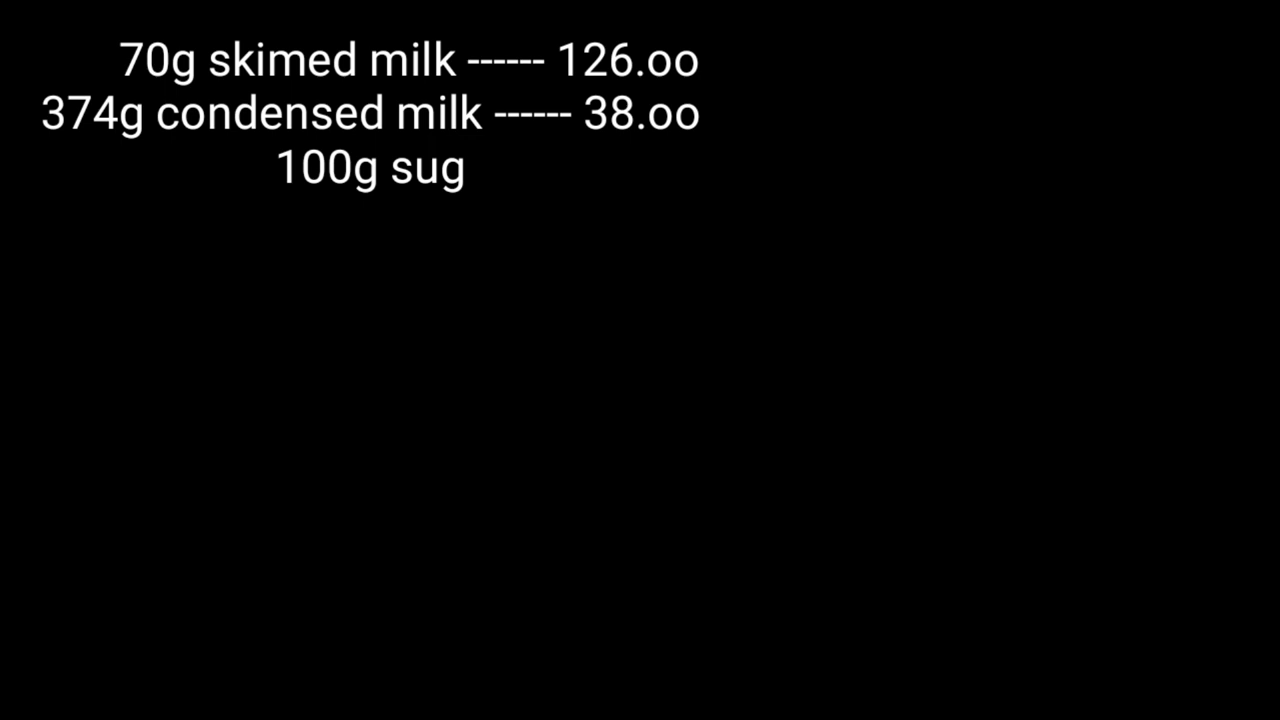 70g skimed milk ------ 126.oo
374g condensed milk ------ 38.oo
100g sug